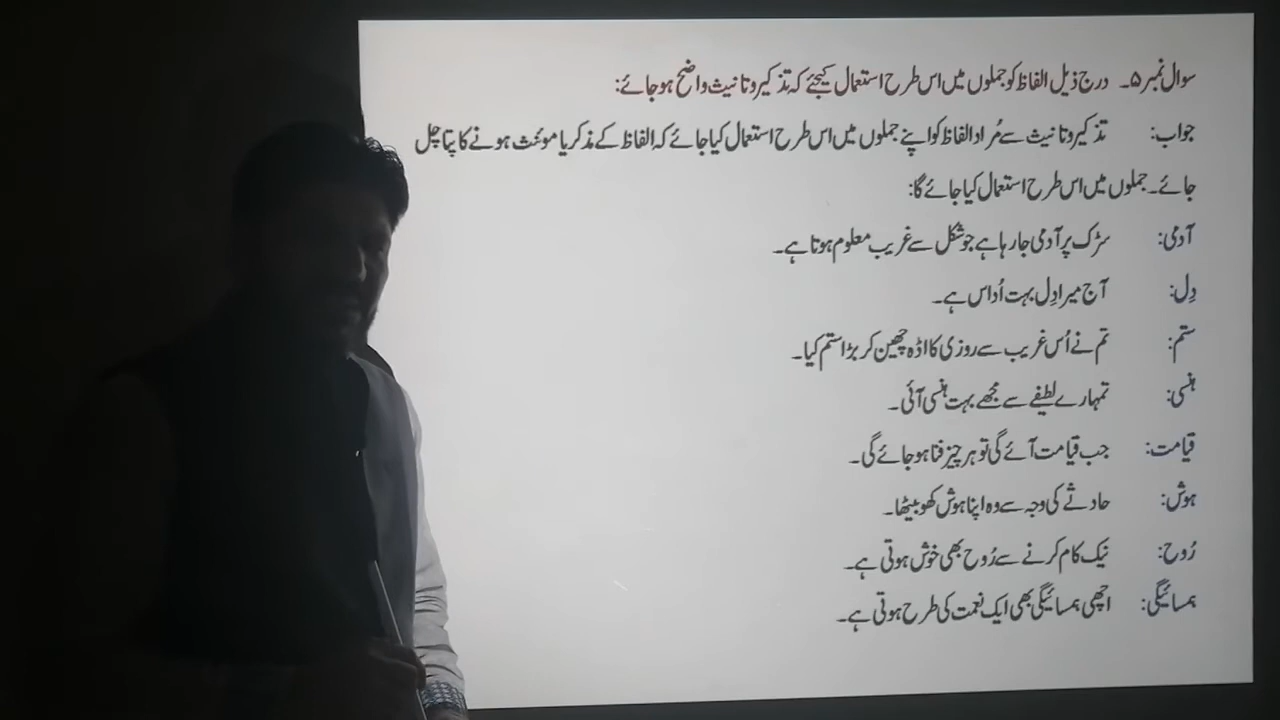 سوال نمبر ۵۔ درج ذیل الفاظ کو جملوں میں اس طرح استعمال کیجئے کہ تذکیر و تانیث واضح ہو جائے:
جواب: تذکیر و تانیث سے مُراد الفاظ کو اپنے جملوں میں اس طرح استعمال کیا جائے کہ الفاظ کے مذکر یا موئنث ہونے کا پتا چل
جائے۔ جملوں میں اس طرح استعمال کیا جائے گا:
آدمی: سڑک پر آدمی جا رہا ہے جو شکل سے غریب معلوم ہوتا ہے۔
دِل: آج میرا دِل بہت اُداس ہے۔
ستم: تم نے اُس غریب سے روزی کا اڈہ چھین کر بڑا ستم کیا۔
ہنسی: تمہارے لطیفے سے مجھے بہت ہنسی آئی۔
قیامت: جب قیامت آئے گی تو ہر چیز فنا ہو جائے گی۔
ہوش: حادثے کی وجہ سے وہ اپنا ہوش کھو بیٹھا۔
رُوح: نیک کام کرنے سے رُوح بھی خوش ہوتی ہے۔
ہمسائیگی: اچھی ہمسائیگی بھی ایک نعمت کی طرح ہوتی ہے۔